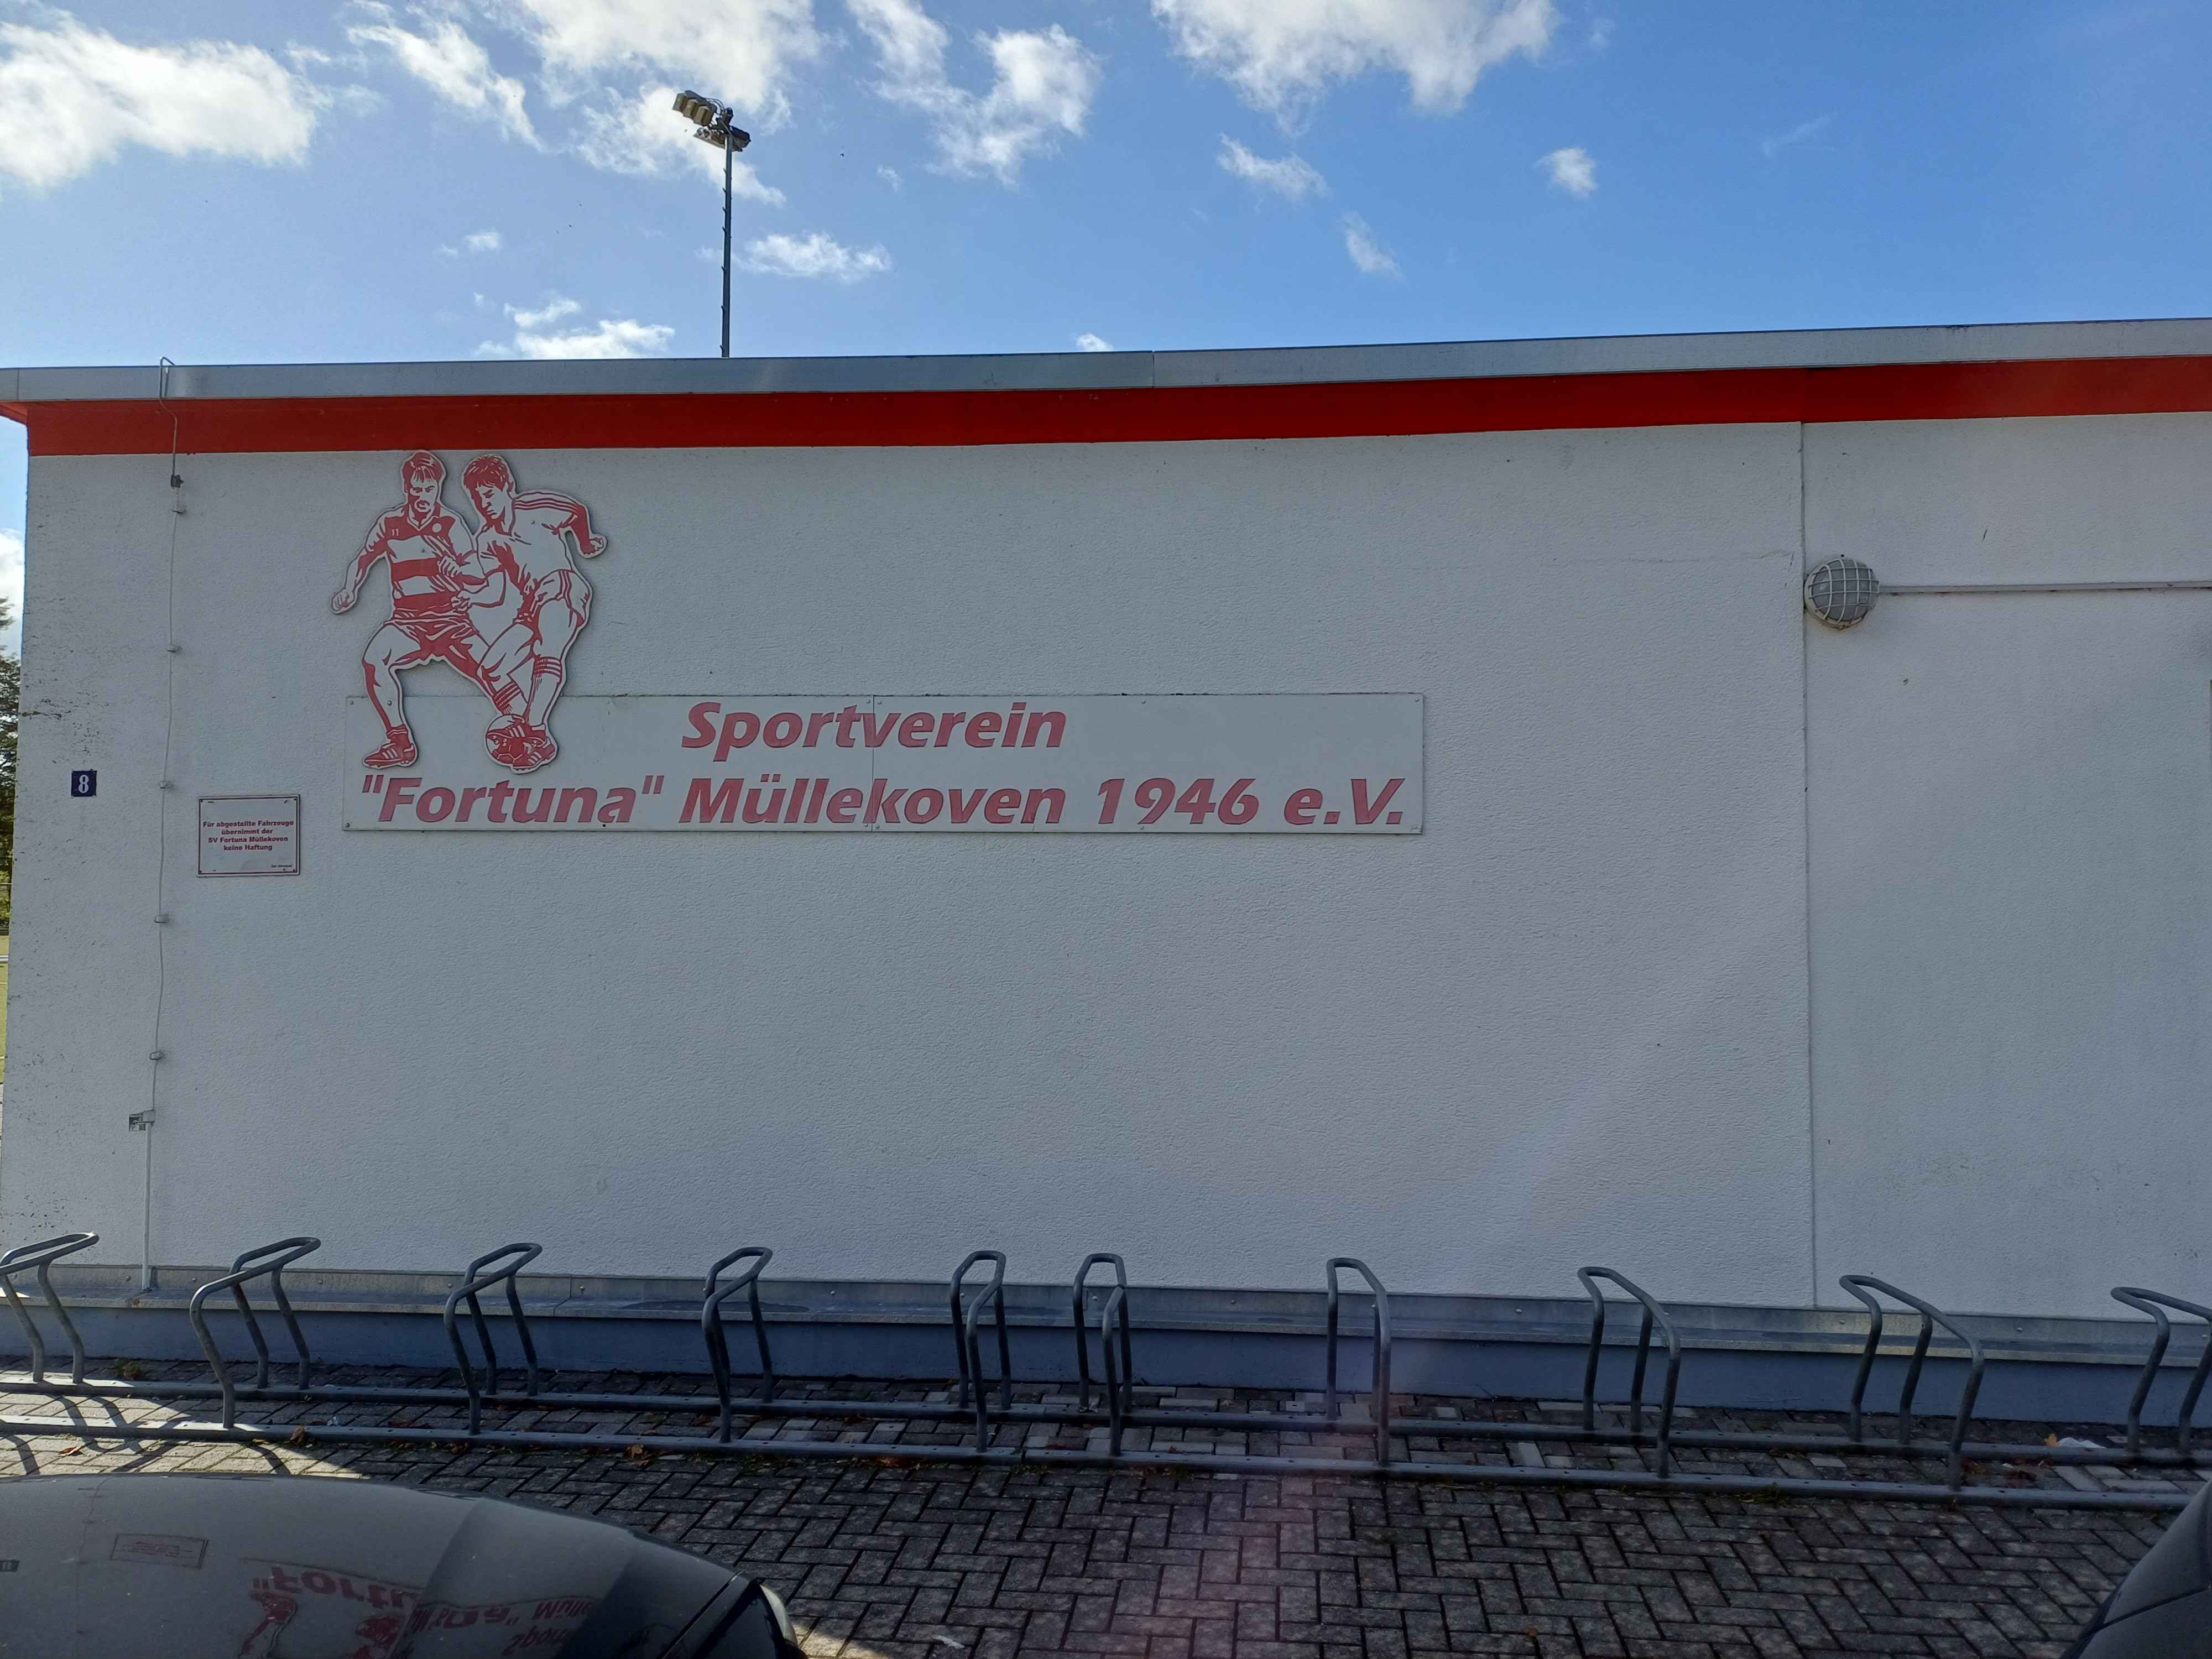 Sportverein
"Fortuna" Müllekoven 1946 e.V.
8
Für abgestellte Fahrzeuge
übernimmt der
SV Fortuna Müllekoven
keine Haftung